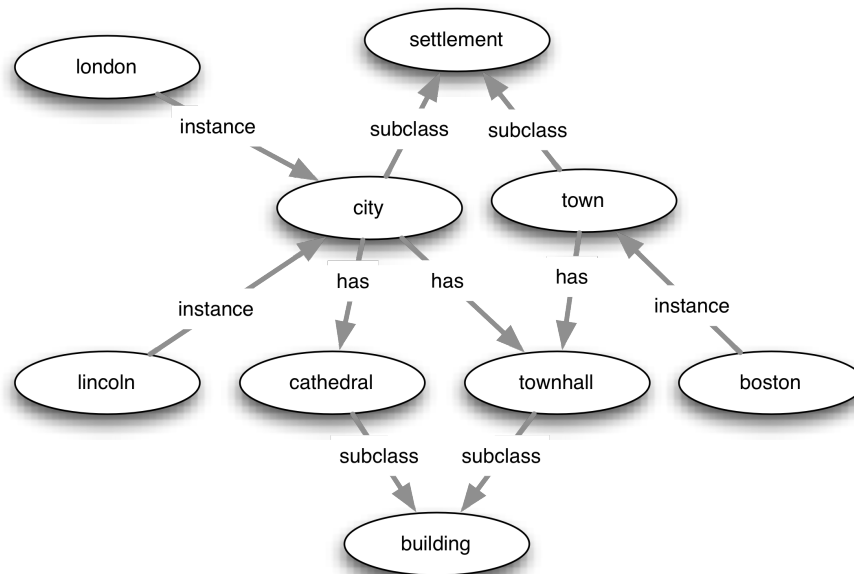 settlement
london
instance
subclass
subclass
city
town
has
has
has
instance
instance
lincoln
cathedral
townhall
boston
subclass
subclass
building